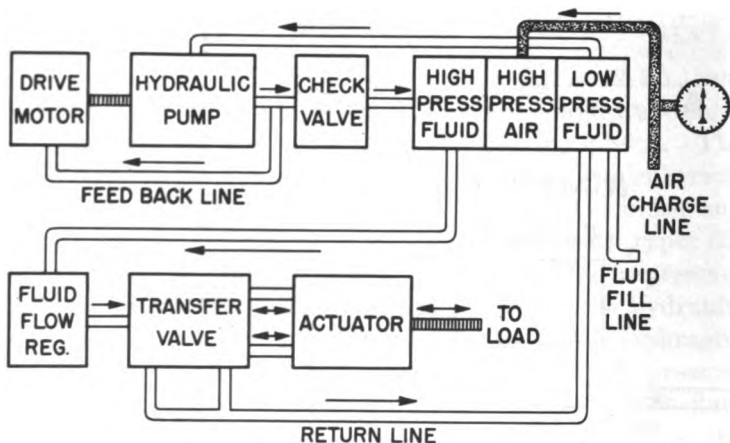 DRIVE
MOTOR
HYDRAULIC
PUMP
CHECK
VALVE
HIGH
PRESS
FLUID
HIGH
PRESS
AIR
LOW
PRESS
FLUID
FEED BACK LINE
AIR
CHARGE
LINE
FLUID
FILL
LINE
FLUID
FLOW
REG.
TRANSFER
VALVE
ACTUATOR
TO
LOAD
RETURN LINE